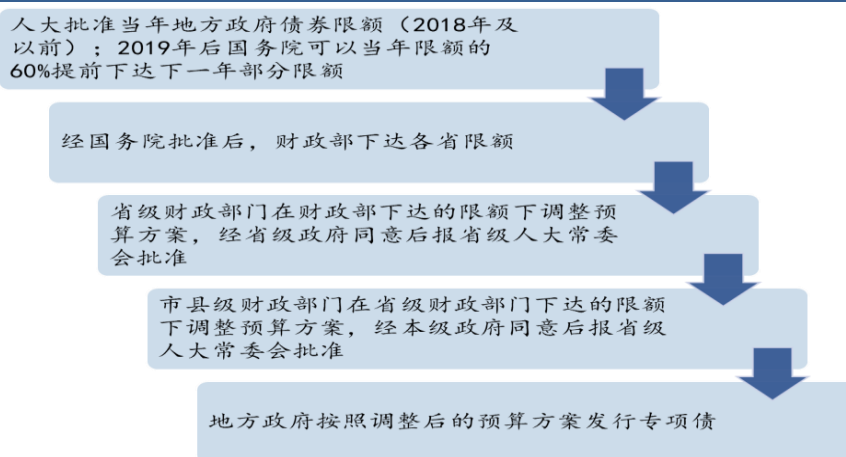 人大批准当年地方政府债券限额（2018年及
以前）；2019年后国务院可以当年限额的
60%提前下达下一年部分限额
经国务院批准后，财政部下达各省限额
省级财政部门在财政部下达的限额下调整预
算方案，经省级政府同意后报省级人大常委
会批准
市县级财政部门在省级财政部门下达的限额
下调整预算方案，经本级政府同意后报省级
人大常委会批准
地方政府按照调整后的预算方案发行专项债